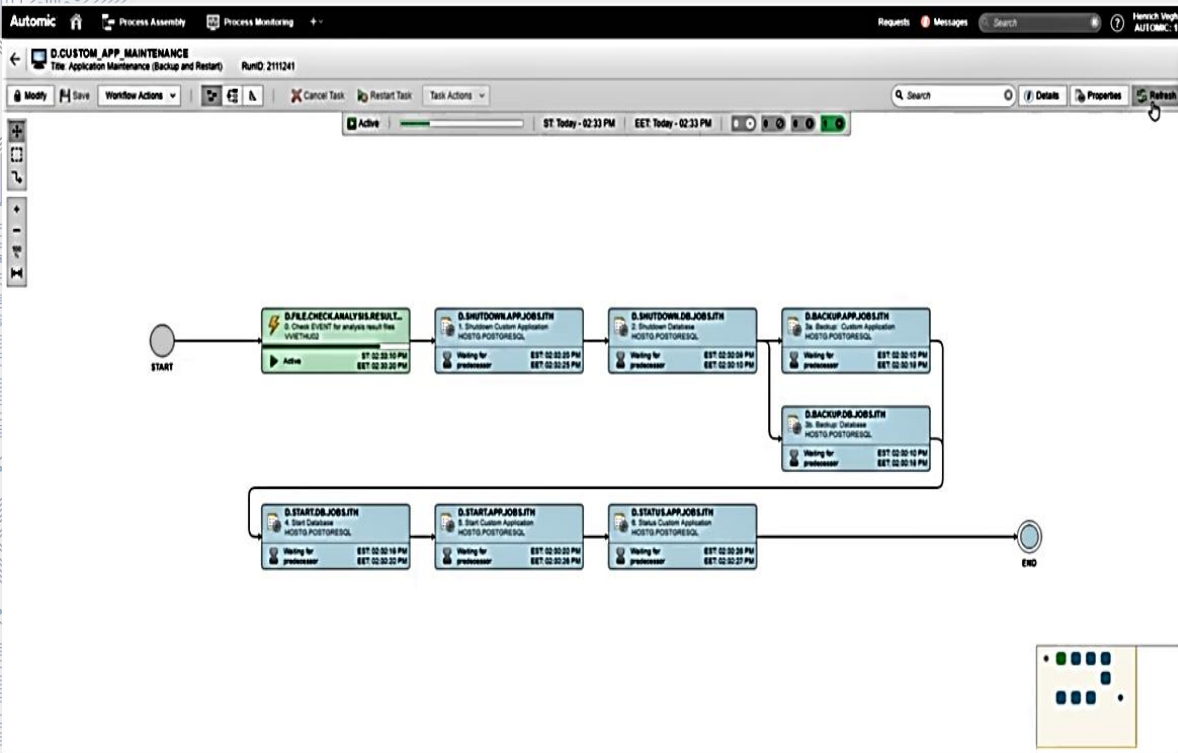 Automic
Process Assembly
Process Monitoring
Requests
Messages
Search
Henrich Vegh
AUTOMIC: 1
D.CUSTOM_APP_MAINTENANCE
Title: Application Maintenance (Backup and Restart)
RunID: 2111241
Modify
Save
Workflow Actions
Cancel Task
Restart Task
Task Actions
Search
Details
Properties
Refresh
Active
ST: Today - 02:33 PM
EET: Today - 02:33 PM
START
D.FILE.CHECK.ANALYSIS.RESULT...
0. Check EVENT for analysis result files
Active
D.SHUTDOWN.APP.JOBS.ITH
1. Shutdown Custom Application
HOSTG.POSTGRESQL
Waiting for
predecessor
D.SHUTDOWN.DB.JOBS.ITH
2. Shutdown Database
HOSTG.POSTGRESQL
Waiting for
predecessor
D.BACKUP.APP.JOBS.ITH
3a. Backup: Custom Application
HOSTG.POSTGRESQL
Waiting for
predecessor
D.BACKUP.DB.JOBS.ITH
3b. Backup: Database
HOSTG.POSTGRESQL
Waiting for
predecessor
D.START.DB.JOBS.ITH
4. Start Database
HOSTG.POSTGRESQL
Waiting for
predecessor
D.START.APP.JOBS.ITH
5. Start Custom Application
HOSTG.POSTGRESQL
Waiting for
predecessor
D.STATUS.APP.JOBS.ITH
6. Status Custom Application
HOSTG.POSTGRESQL
Waiting for
predecessor
END